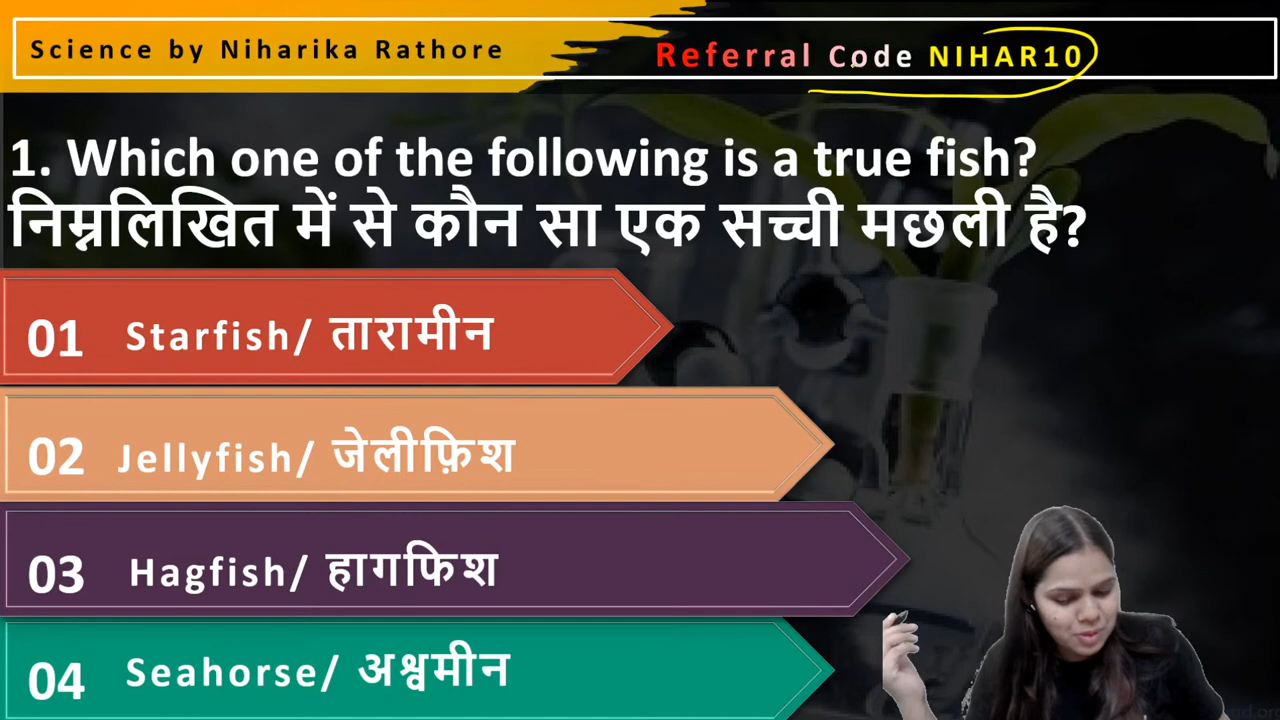 Science by Niharika Rathore
Referral Code NIHAR10
1. Which one of the following is a true fish?
निम्नलिखित में से कौन सा एक सच्ची मछली है?
01 Starfish/ तारामीन
02 Jellyfish/ जेलीफ़िश
03 Hagfish/ हागफिश
04 Seahorse/ अश्वमीन